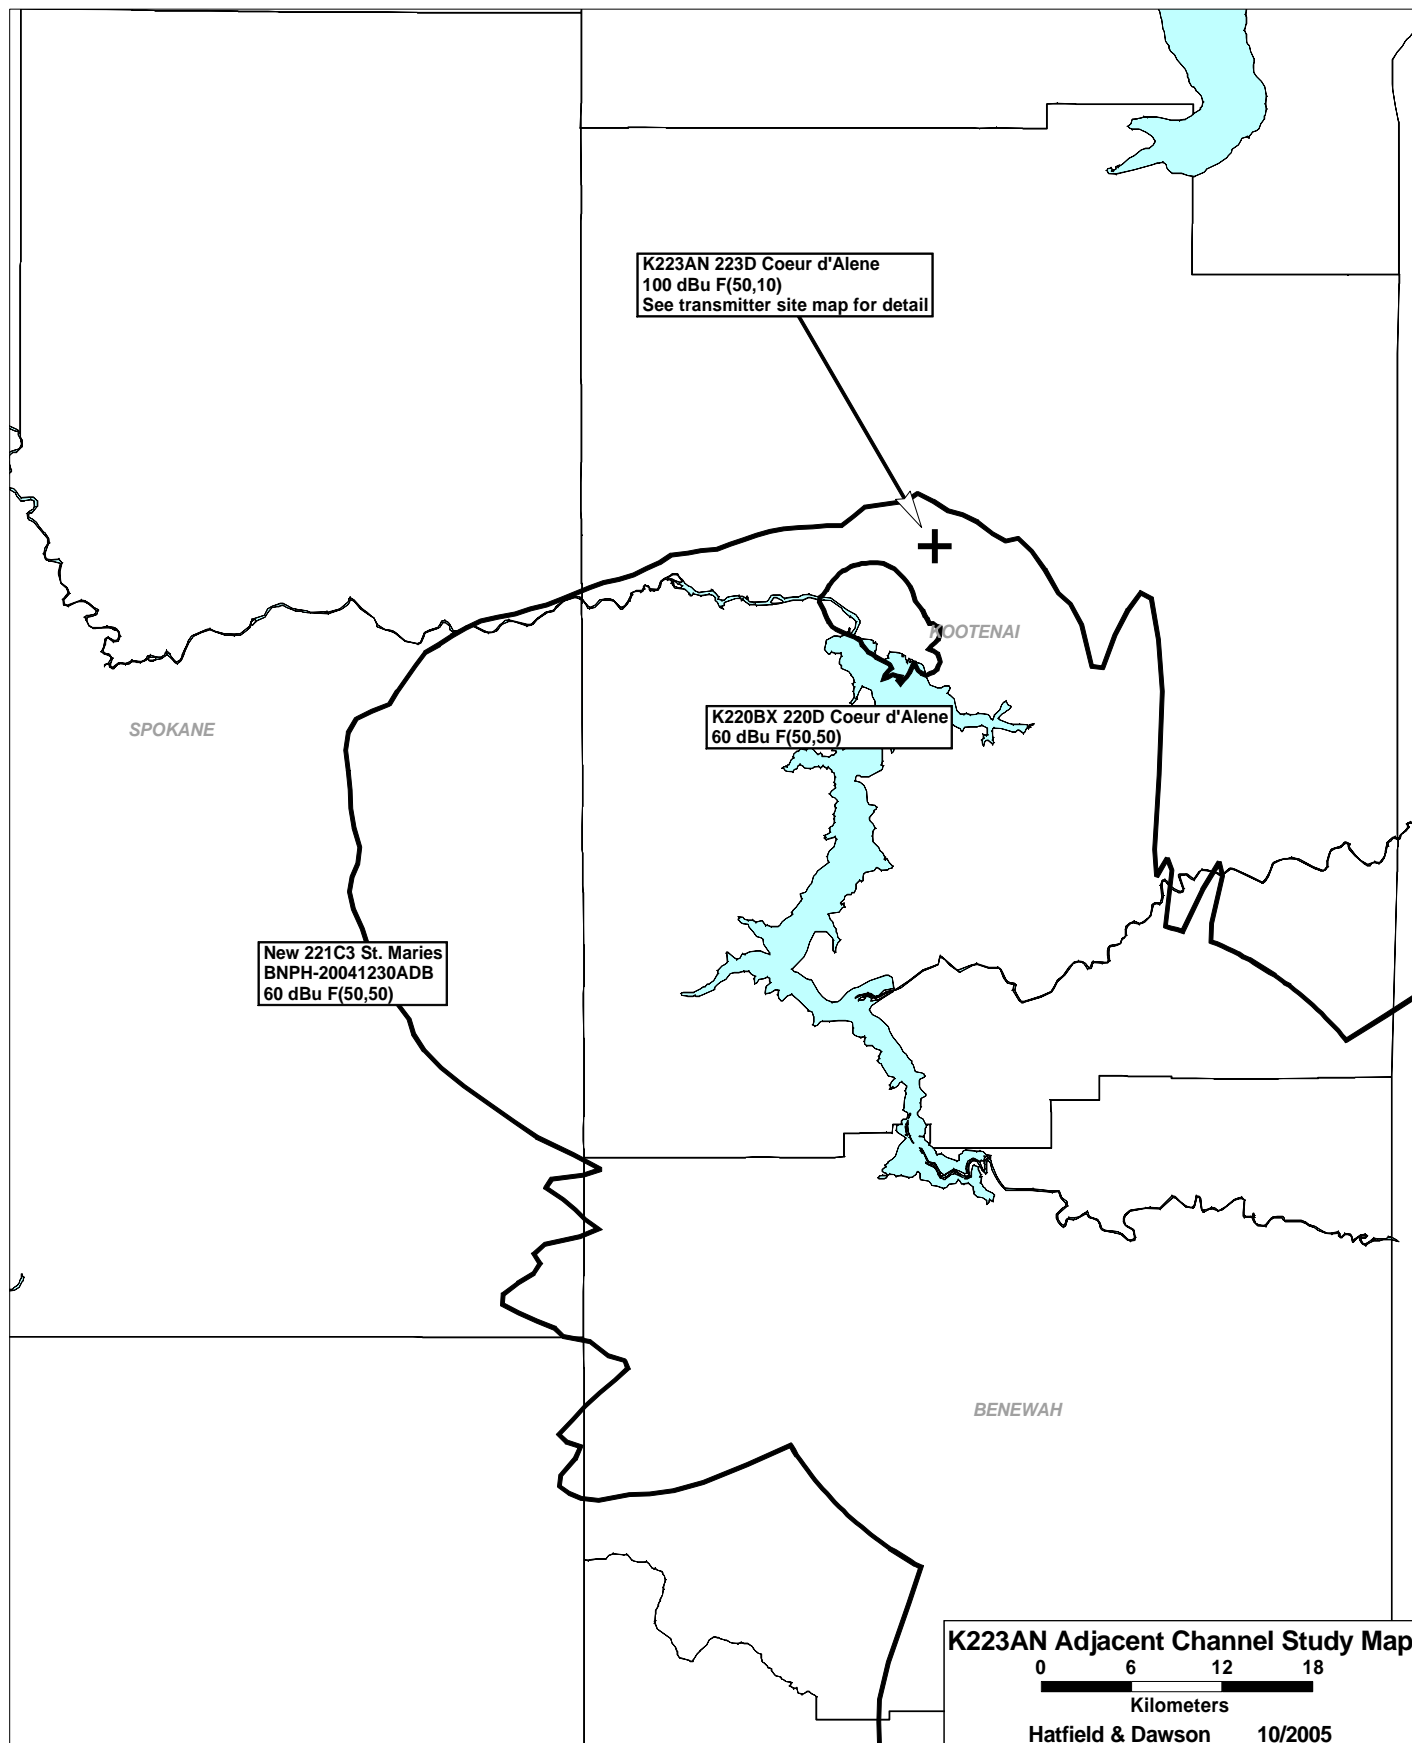 K223AN 223D Coeur d'Alene
100 dBu F(50,10)
See transmitter site map for detail
KOOTENAI
SPOKANE
K220BX 220D Coeur d'Alene
60 dBu F(50,50)
New 221C3 St. Maries
BNPH-20041230ADB
60 dBu F(50,50)
BENEWAH
K223AN Adjacent Channel Study Map
0 6 12 18
Kilometers
Hatfield & Dawson 10/2005